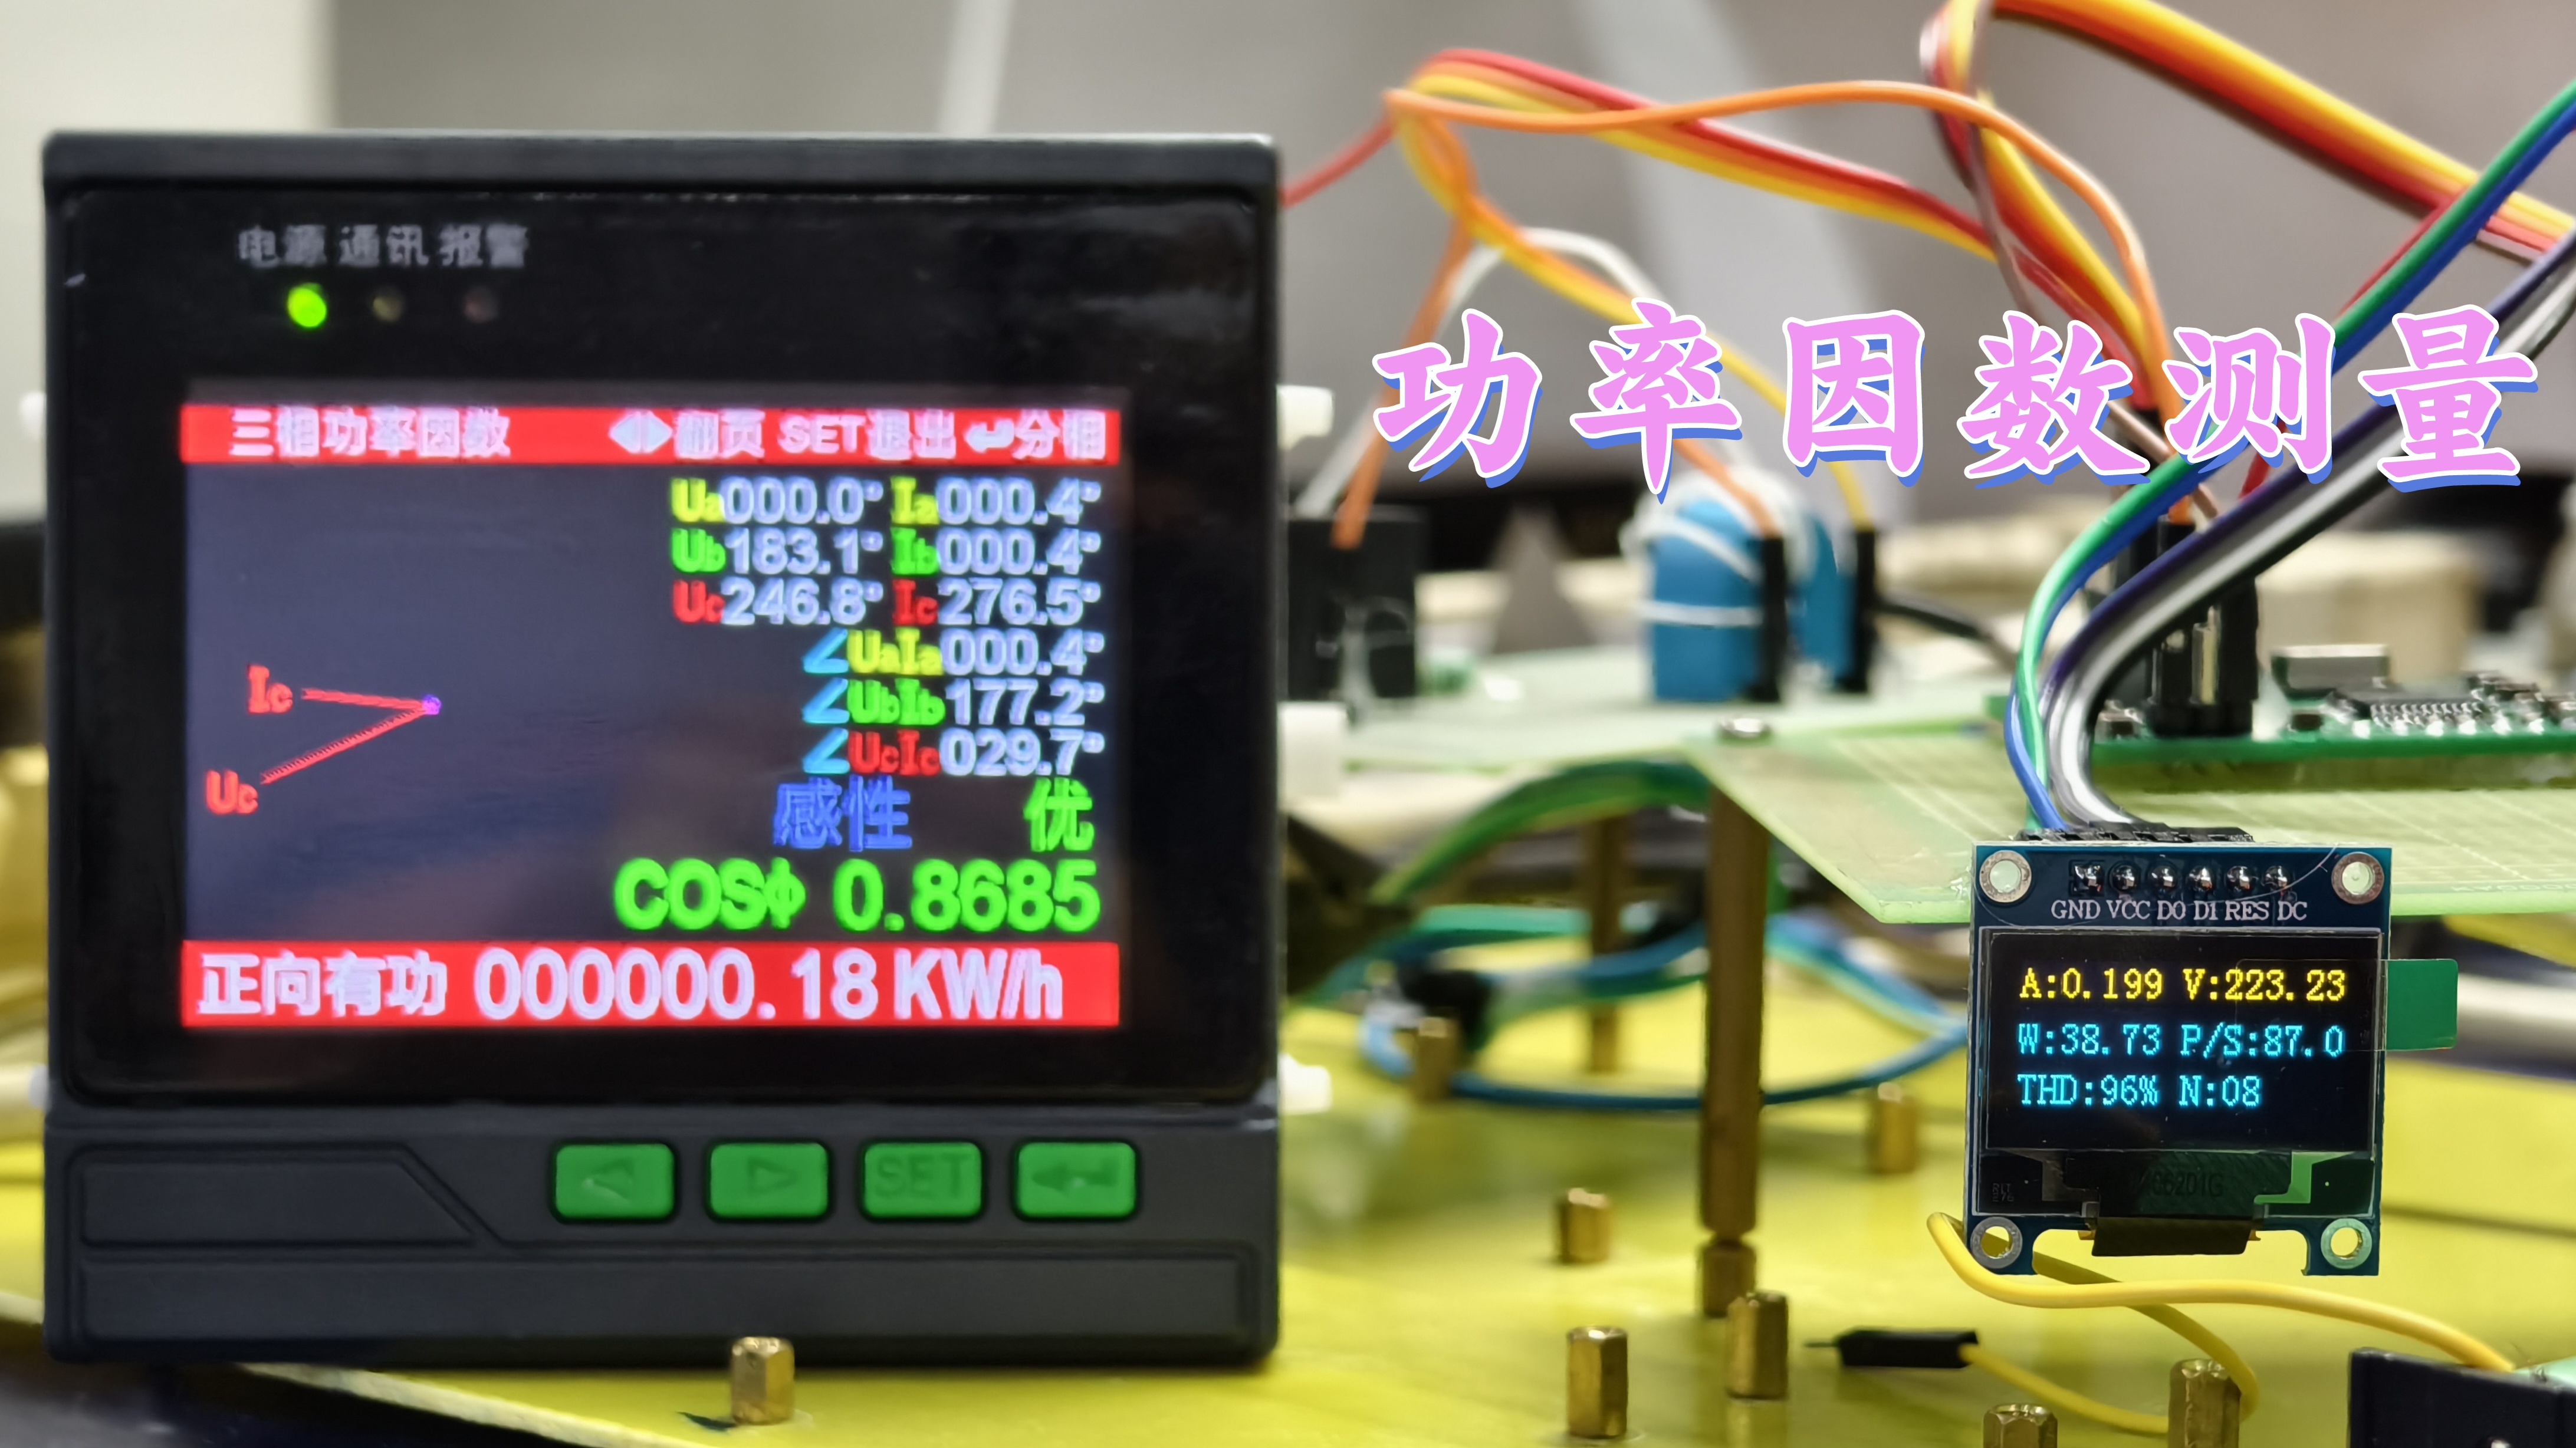 电源 通讯 报警
三相功率因数 翻页 SET退出 分相
Ua000.0° Ia000.4°
Ub183.1° Ib000.4°
Uc246.8° Ic276.5°
∠UaIa000.4°
∠UbIb177.2°
∠UcIc029.7°
Ic
Uc
感性 优
COSΦ 0.8685
正向有功 000000.18 KW/h
SET
功率因数测量
GND VCC D0 D1 RES DC
A:0.199 V:223.23
W:38.73 P/S:87.0
THD:96% N:08